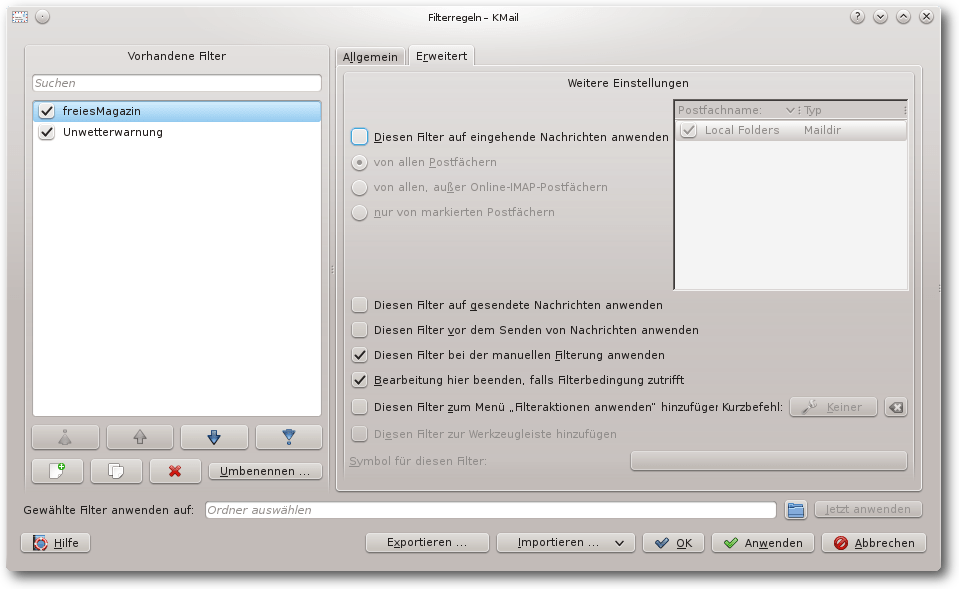 Filterregeln – KMail
Vorhandene Filter
Suchen
freiesMagazin
Unwetterwarnung
Umbenennen ...
Allgemein
Erweitert
Weitere Einstellungen
Diesen Filter auf eingehende Nachrichten anwenden
von allen Postfächern
von allen, außer Online-IMAP-Postfächern
nur von markierten Postfächern
Postfachname: Typ
Local Folders Maildir
Diesen Filter auf gesendete Nachrichten anwenden
Diesen Filter vor dem Senden von Nachrichten anwenden
Diesen Filter bei der manuellen Filterung anwenden
Bearbeitung hier beenden, falls Filterbedingung zutrifft
Diesen Filter zum Menü „Filteraktionen anwenden“ hinzufüger Kurzbefehl: Keiner
Diesen Filter zur Werkzeugleiste hinzufügen
Symbol für diesen Filter:
Gewählte Filter anwenden auf: Ordner auswählen Jetzt anwenden
Hilfe Exportieren ... Importieren ... OK Anwenden Abbrechen